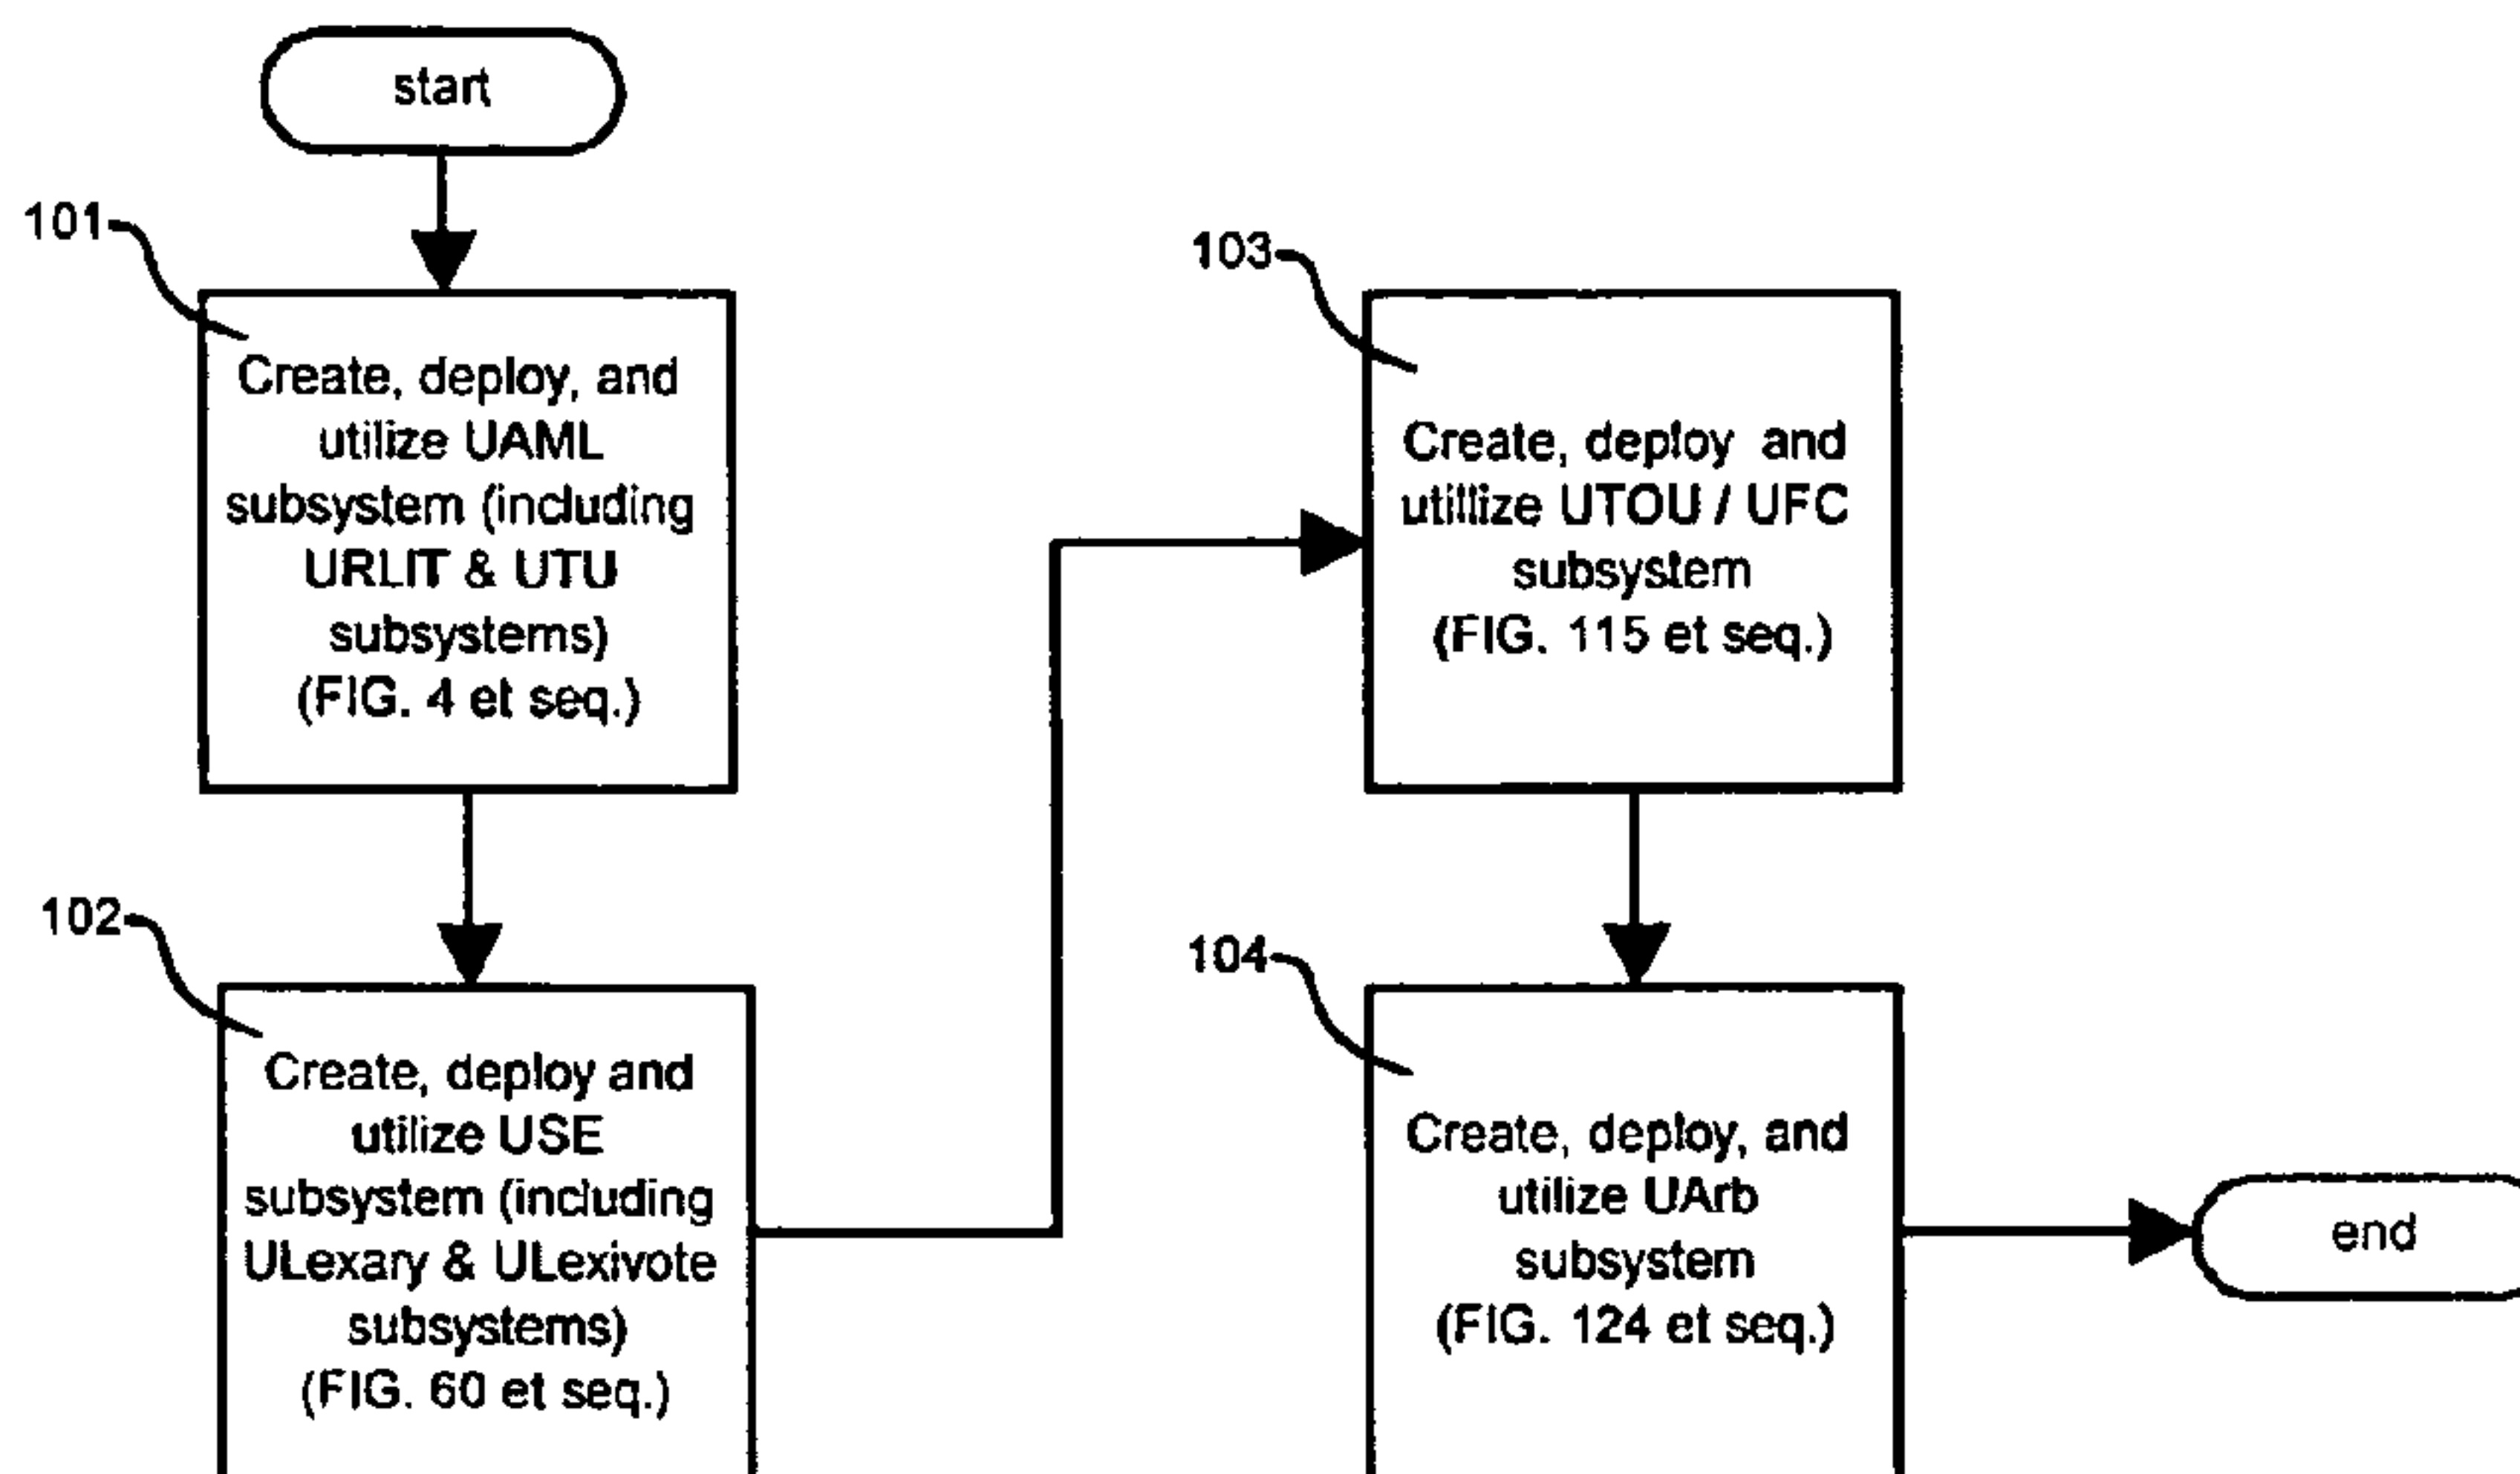 start
101
Create, deploy, and
utilize UAML
subsystem (including
URLIT & UTU
subsystems)
(FIG. 4 et seq.)
102
Create, deploy and
utilize USE
subsystem (including
ULexary & ULexivote
subsystems)
(FIG. 60 et seq.)
103
Create, deploy and
utillize UTOU / UFC
subsystem
(FIG. 115 et seq.)
104
Create, deploy, and
utilize UArb
subsystem
(FIG. 124 et seq.)
end